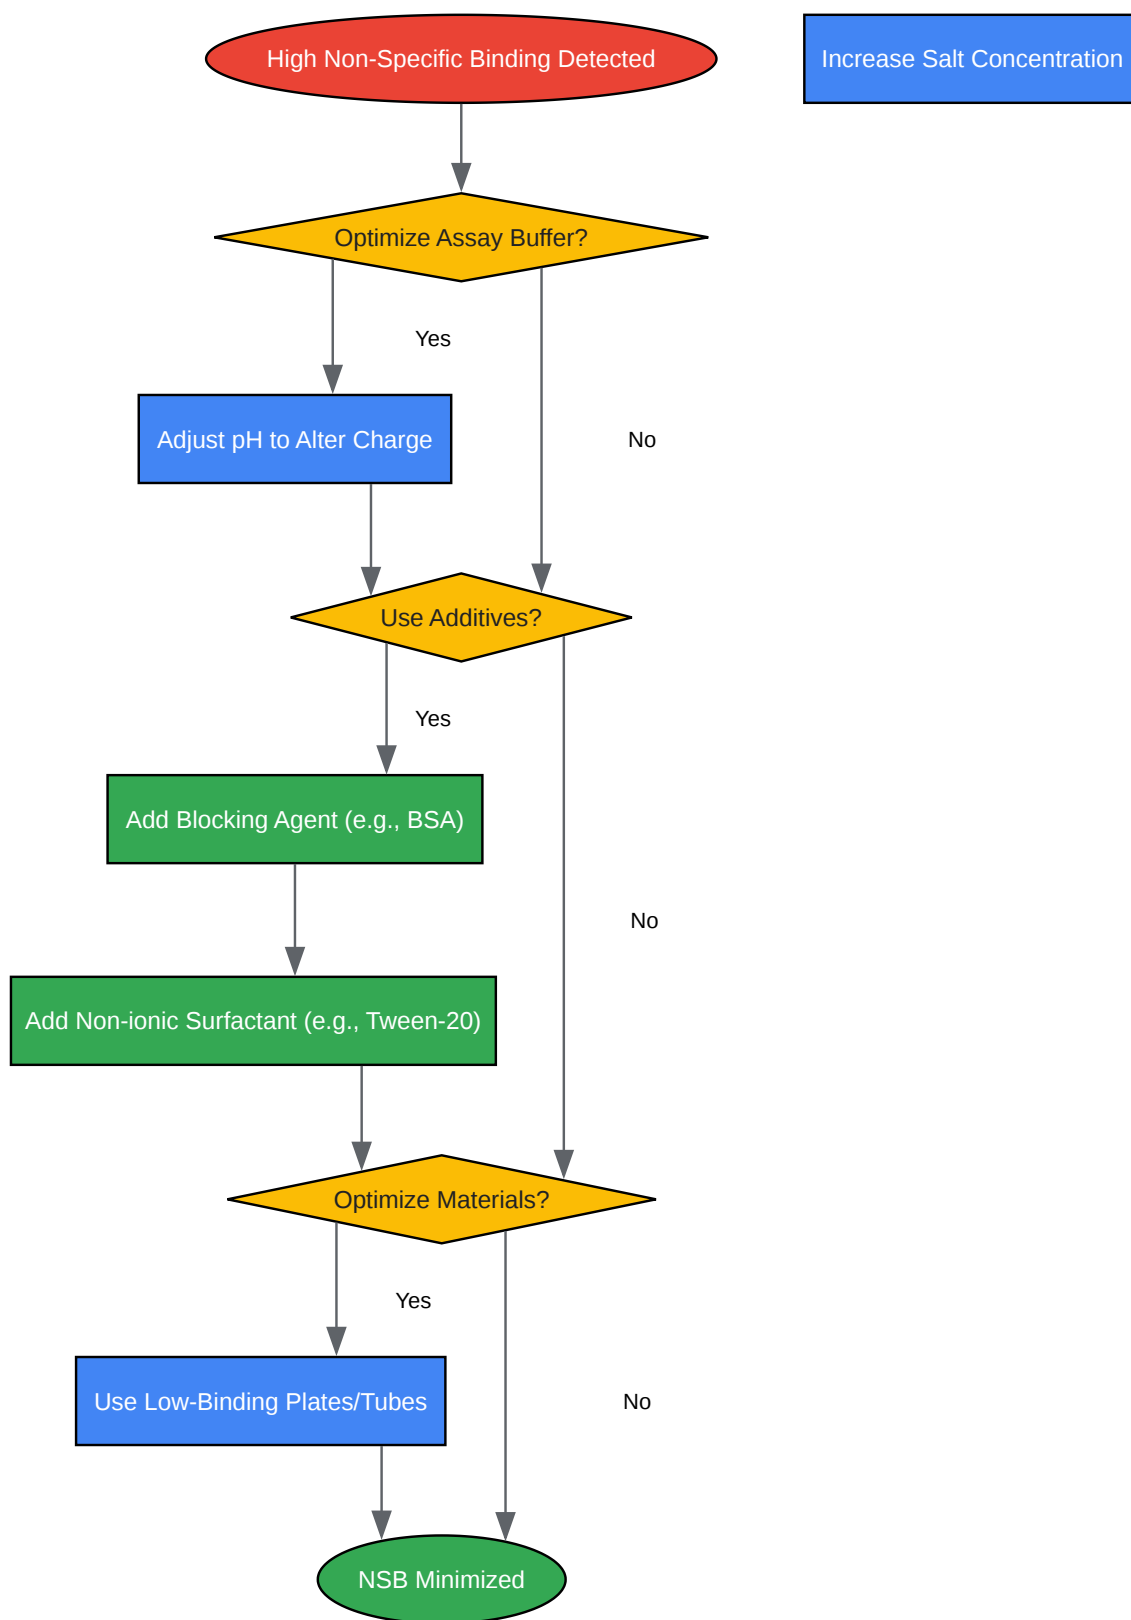 High Non-Specific Binding Detected
Increase Salt Concentration
Optimize Assay Buffer?
Yes
Adjust pH to Alter Charge
No
Use Additives?
Yes
Add Blocking Agent (e.g., BSA)
No
Add Non-ionic Surfactant (e.g., Tween-20)
Optimize Materials?
Yes
Use Low-Binding Plates/Tubes
No
NSB Minimized